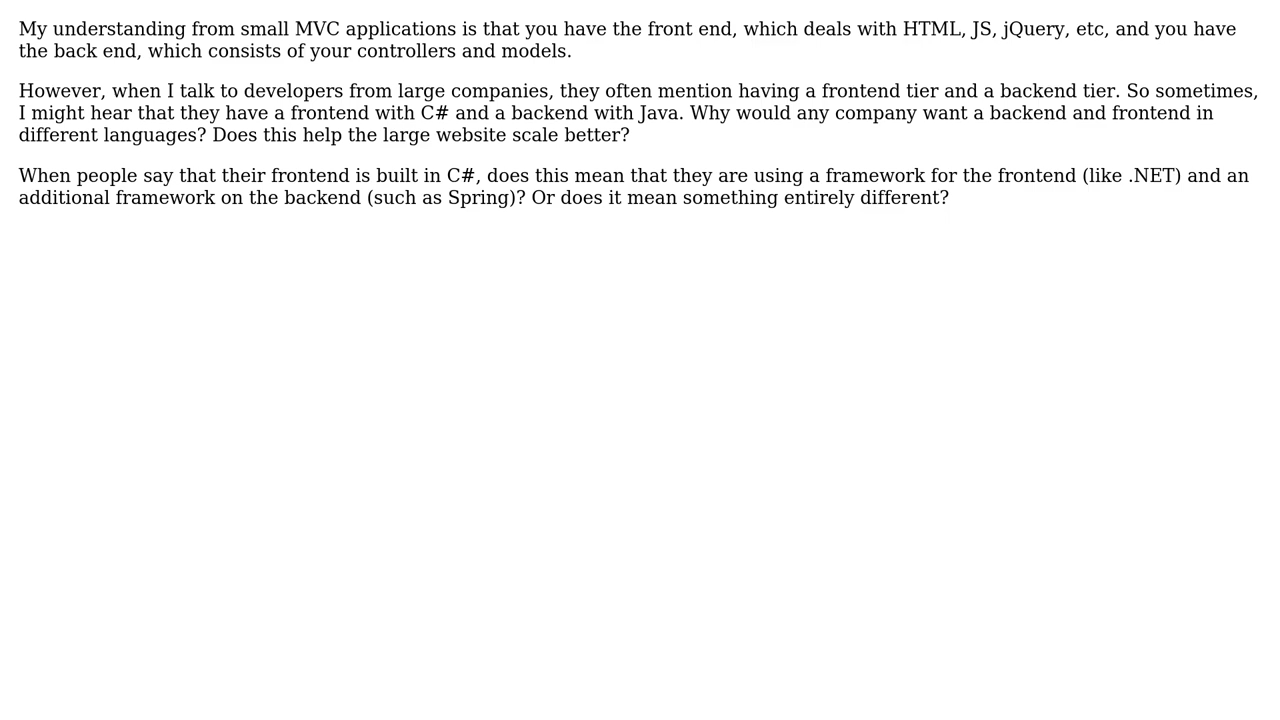 My understanding from small MVC applications is that you have the front end, which deals with HTML, JS, jQuery, etc, and you have
the back end, which consists of your controllers and models.
However, when I talk to developers from large companies, they often mention having a frontend tier and a backend tier. So sometimes,
I might hear that they have a frontend with C# and a backend with Java. Why would any company want a backend and frontend in
different languages? Does this help the large website scale better?
When people say that their frontend is built in C#, does this mean that they are using a framework for the frontend (like .NET) and an
additional framework on the backend (such as Spring)? Or does it mean something entirely different?